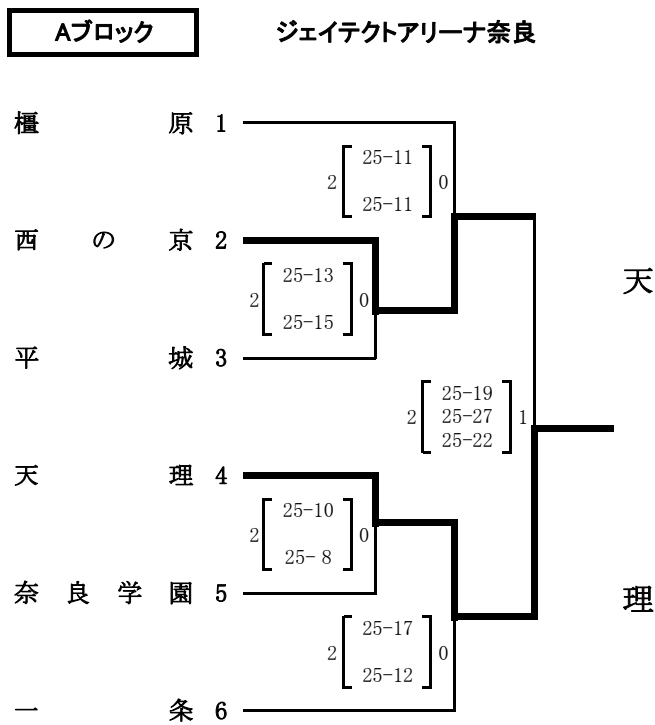 Aブロック ジェイテクトアリーナ奈良
橿原 1
25-11
2 0
25-11
西の京 2
25-13
2 0
25-15
平城 3
25-19
2 25-27 1
25-22
天理 4
25-10
2 0
25- 8
奈良学園 5
25-17
2 0
25-12
一条 6
天理